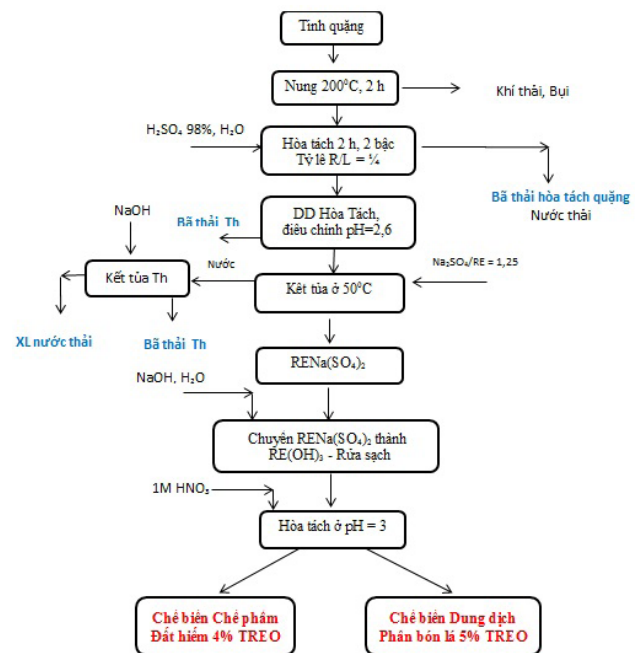 Tinh quặng
Nung 200⁰C, 2 h
Khí thải, Bụi
H₂SO₄ 98%, H₂O
Hòa tách 2 h, 2 bậc
Tỷ lệ R/L = ¼
Bã thải hòa tách quặng
Nước thải
NaOH
Bã thải Th
DD Hòa Tách,
điều chỉnh pH=2,6
Kết tủa Th
Nước
Na₂SO₄/RE = 1,25
Kêt tủa ở 50⁰C
XL nước thải
Bã thải Th
RENa(SO₄)₂
NaOH, H₂O
Chuyển RENa(SO₄)₂ thành
RE(OH)₃ - Rửa sạch
1M HNO₃
Hòa tách ở pH = 3
Chế biến Chế phẩm
Đất hiếm 4% TREO
Chế biến Dung dịch
Phân bón lá 5% TREO